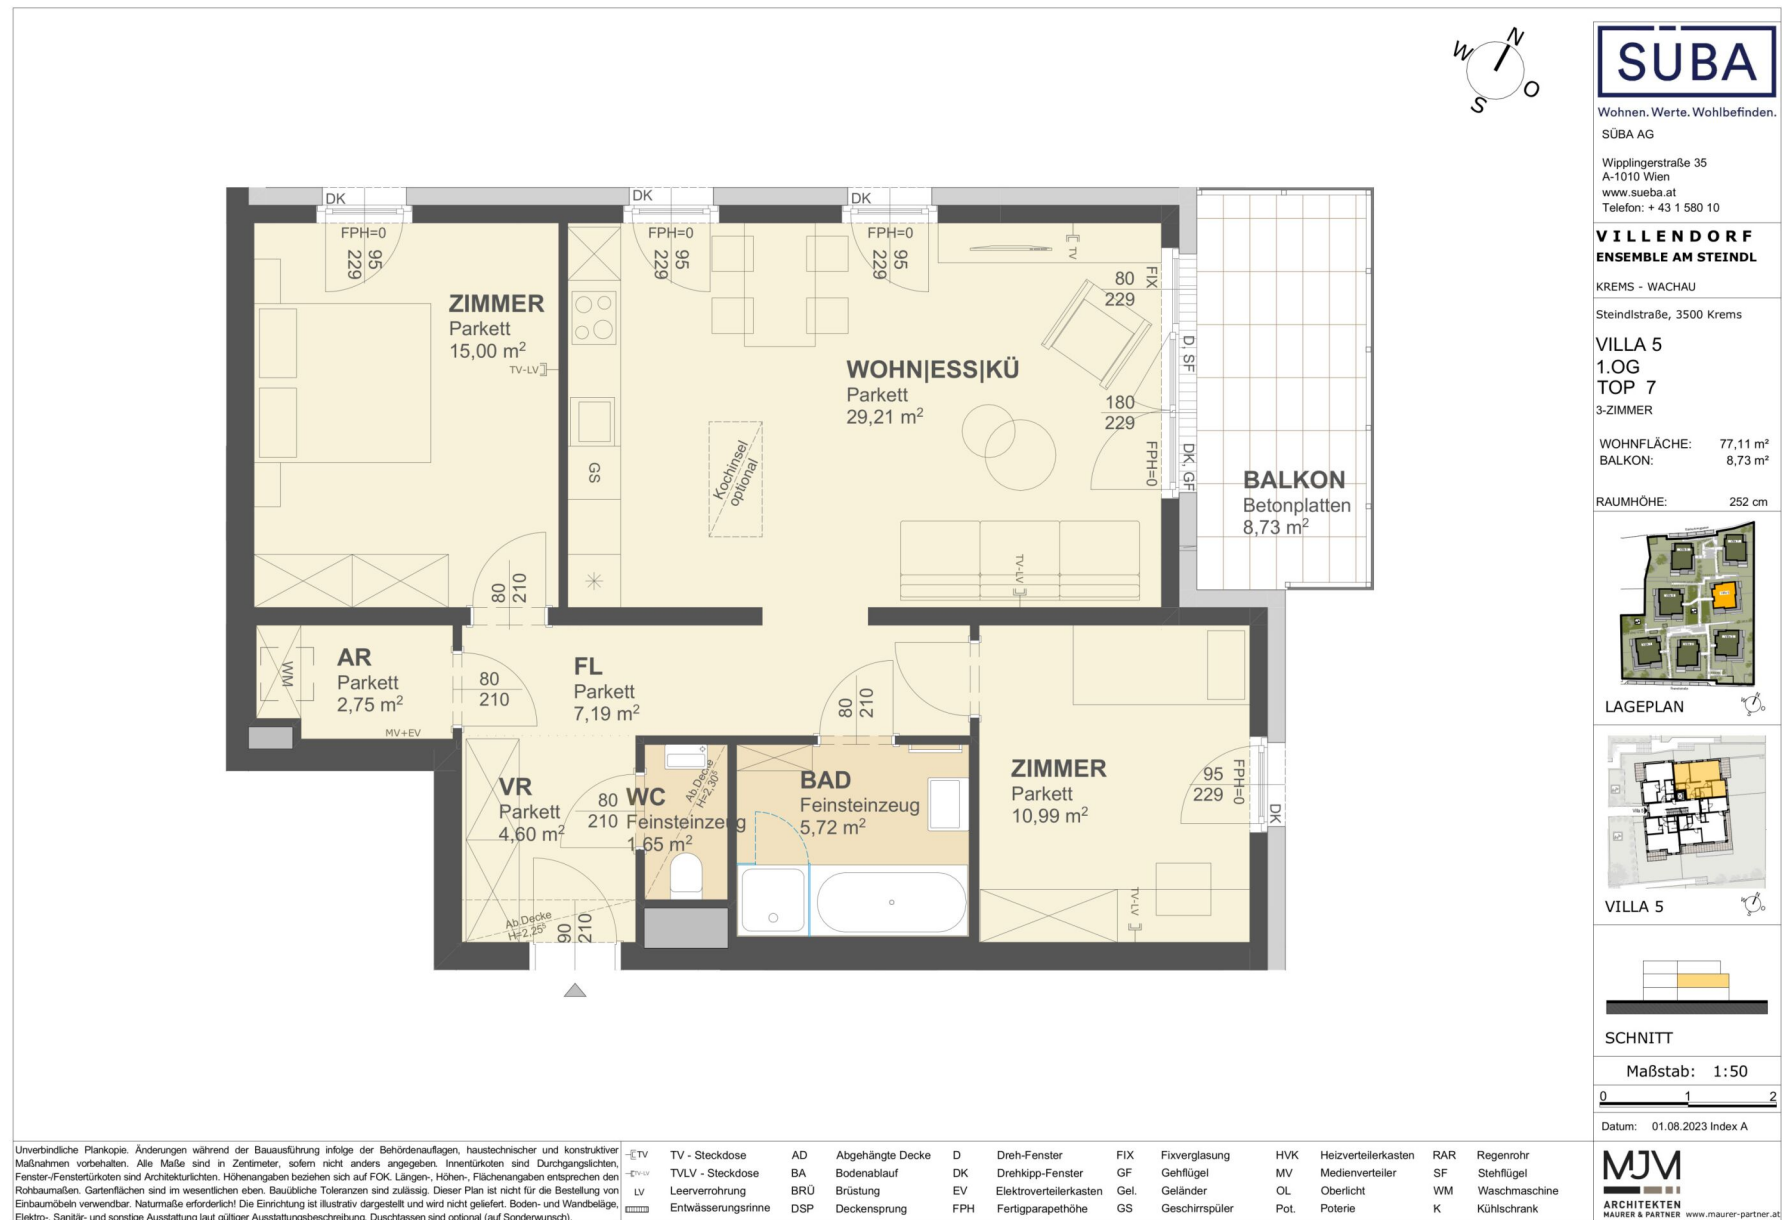 N
W
O
S
SÜBA
Wohnen. Werte. Wohlbefinden.
SÜBA AG
Wipplingerstraße 35
A-1010 Wien
www.sueba.at
Telefon: + 43 1 580 10
VILLENDORF
ENSEMBLE AM STEINDL
KREMS - WACHAU
Steindlstraße, 3500 Krems
VILLA 5
1.OG
TOP 7
3-ZIMMER
WOHNFLÄCHE: 77,11 m²
BALKON: 8,73 m²
RAUMHÖHE: 252 cm
LAGEPLAN
VILLA 5
SCHNITT
Maßstab: 1:50
0 1 2
Datum: 01.08.2023 Index A
MJM
ARCHITEKTEN
MAURER & PARTNER www.maurer-partner.at
DK
FPH=0
95
229
DK
FPH=0
95
229
DK
FPH=0
95
229
ZIMMER
Parkett
15,00 m²
TV-LV
TV
80
229
FIX
D, SF
WOHN|ESS|KÜ
Parkett
29,21 m²
180
229
FPH=0
DK, GF
GS
Kochinsel
optional
BALKON
Betonplatten
8,73 m²
TV-LV
80
210
AR
Parkett
2,75 m²
WM
MV+EV
80
210
FL
Parkett
7,19 m²
80
210
VR
Parkett
4,60 m²
80
210
WC
Feinsteinzeug
1,65 m²
Ab.Decke
H=2,30⁵
BAD
Feinsteinzeug
5,72 m²
ZIMMER
Parkett
10,99 m²
95
229
FPH=0
DK
TV-LV
Ab.Decke
H=2,25⁵
90
210
Unverbindliche Plankopie. Änderungen während der Bauausführung infolge der Behördenauflagen, haustechnischer und konstruktiver
Maßnahmen vorbehalten. Alle Maße sind in Zentimeter, sofern nicht anders angegeben. Innentürkoten sind Durchgangslichten,
Fenster-/Fenstertürkoten sind Architekturlichten. Höhenangaben beziehen sich auf FOK. Längen-, Höhen-, Flächenangaben entsprechen den
Rohbaumaßen. Gartenflächen sind im wesentlichen eben. Bauübliche Toleranzen sind zulässig. Dieser Plan ist nicht für die Bestellung von
Einbaumöbeln verwendbar. Naturmaße erforderlich! Die Einrichtung ist illustrativ dargestellt und wird nicht geliefert. Boden- und Wandbeläge,
Elektro-, Sanitär- und sonstige Ausstattung laut gültiger Ausstattungsbeschreibung. Duschtassen sind optional (auf Sonderwunsch).
TV TV - Steckdose AD Abgehängte Decke D Dreh-Fenster FIX Fixverglasung HVK Heizverteilerkasten RAR Regenrohr
TV-LV TVLV - Steckdose BA Bodenablauf DK Drehkipp-Fenster GF Gehflügel MV Medienverteiler SF Stehflügel
LV Leerverrohrung BRÜ Brüstung EV Elektroverteilerkasten Gel. Geländer OL Oberlicht WM Waschmaschine
Entwässerungsrinne DSP Deckensprung FPH Fertigparapethöhe GS Geschirrspüler Pot. Poterie K Kühlschrank